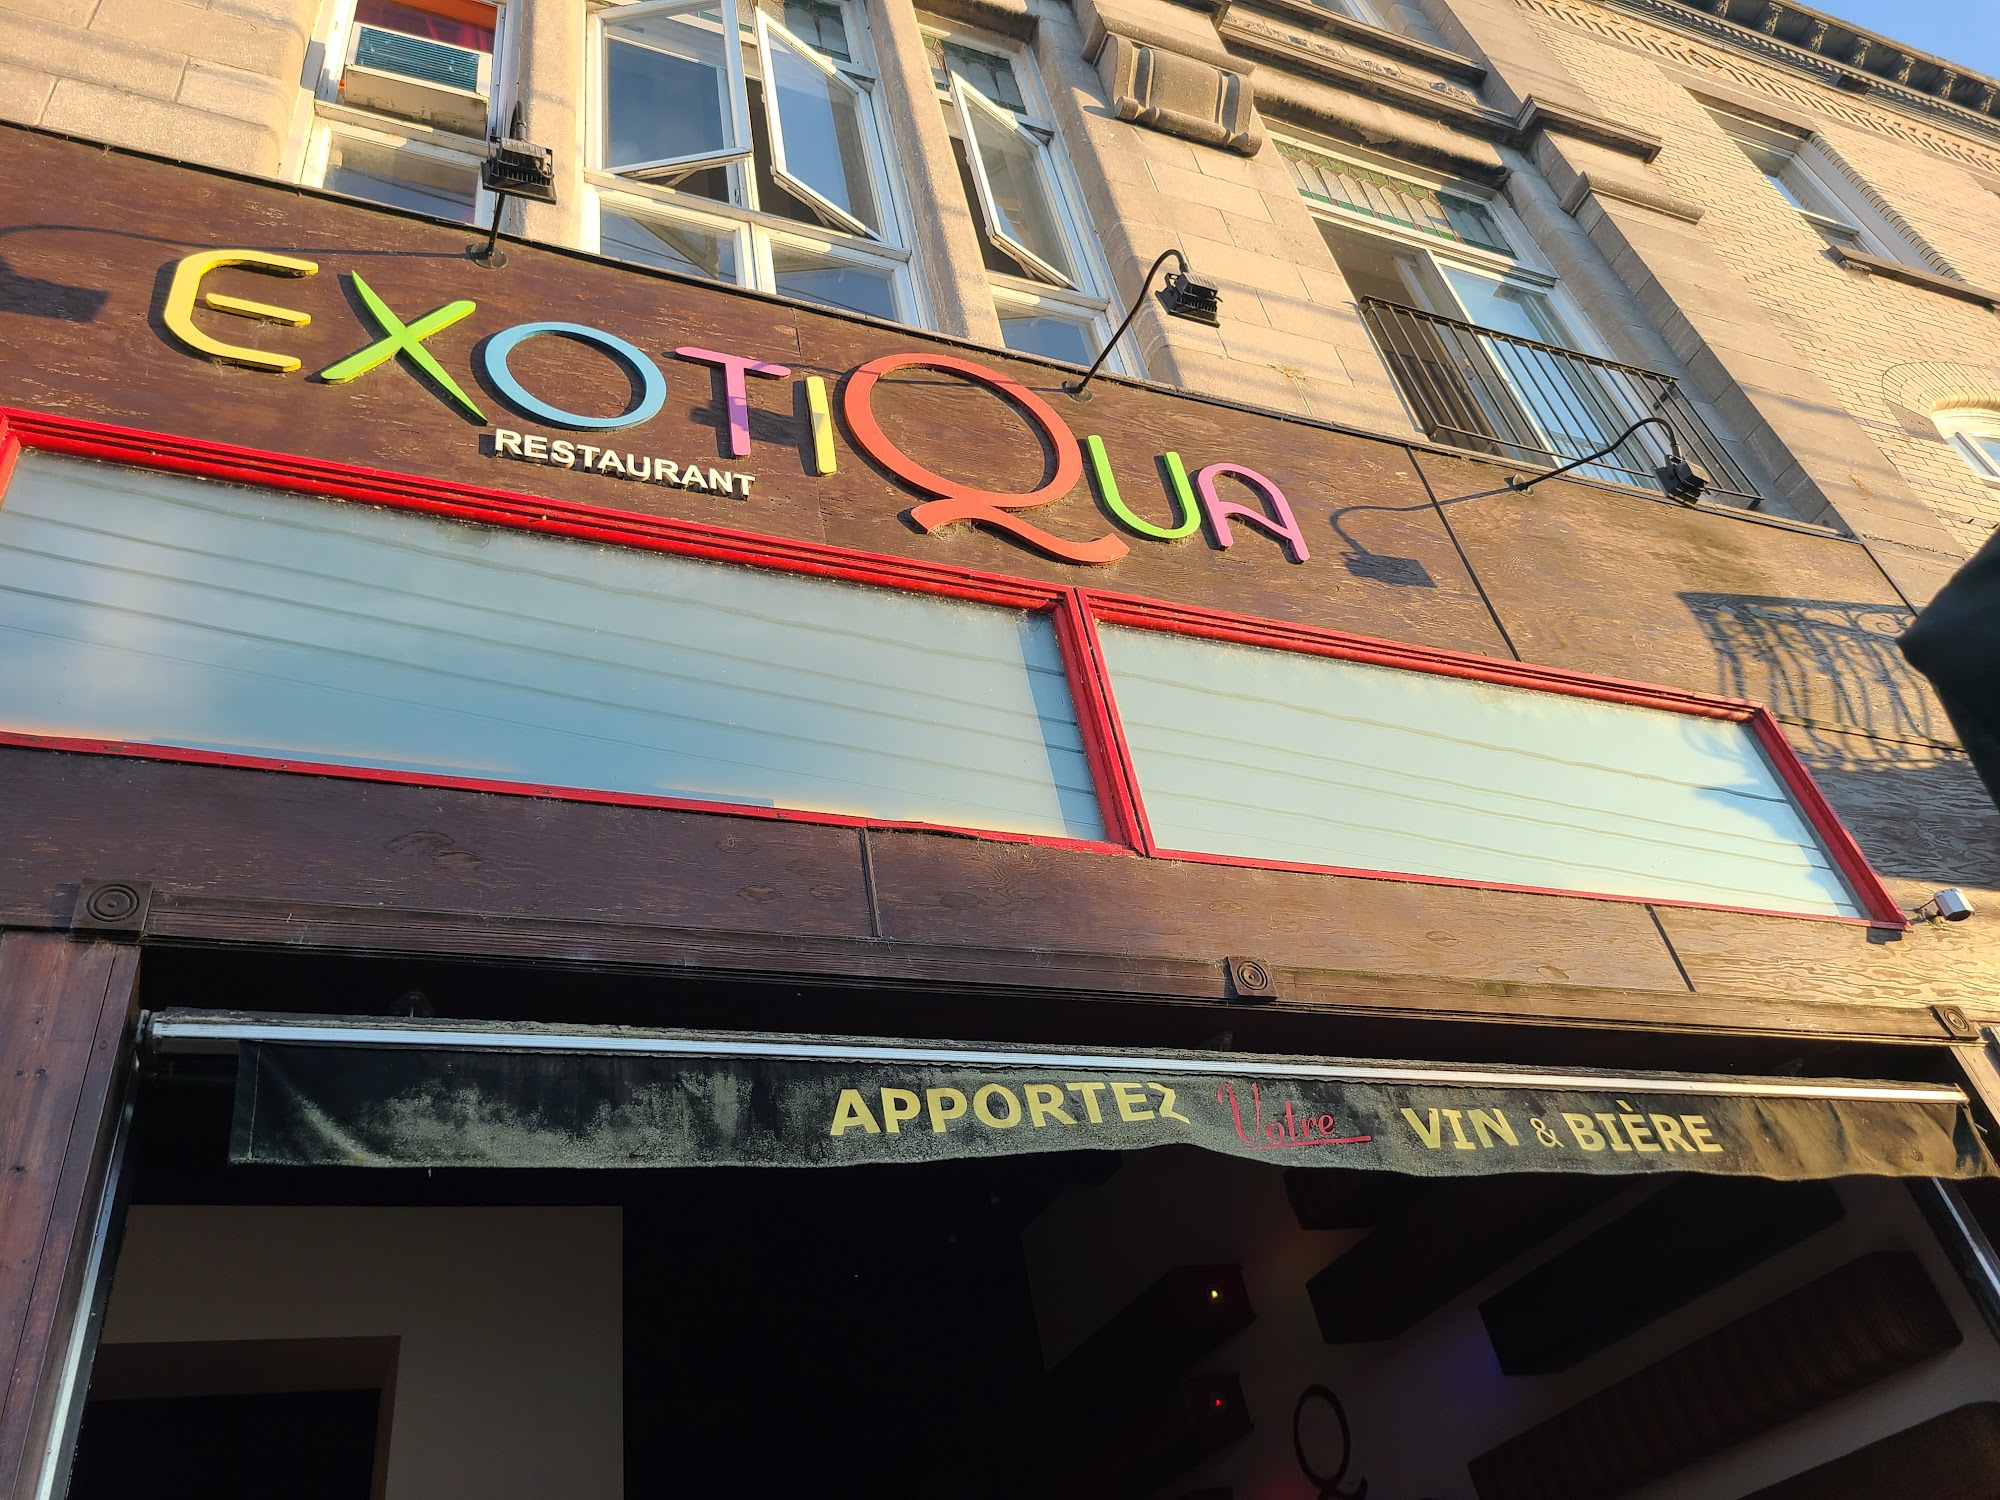 EXOTIQUA
RESTAURANT
APPORTEZ Votre VIN & BIÈRE
Q